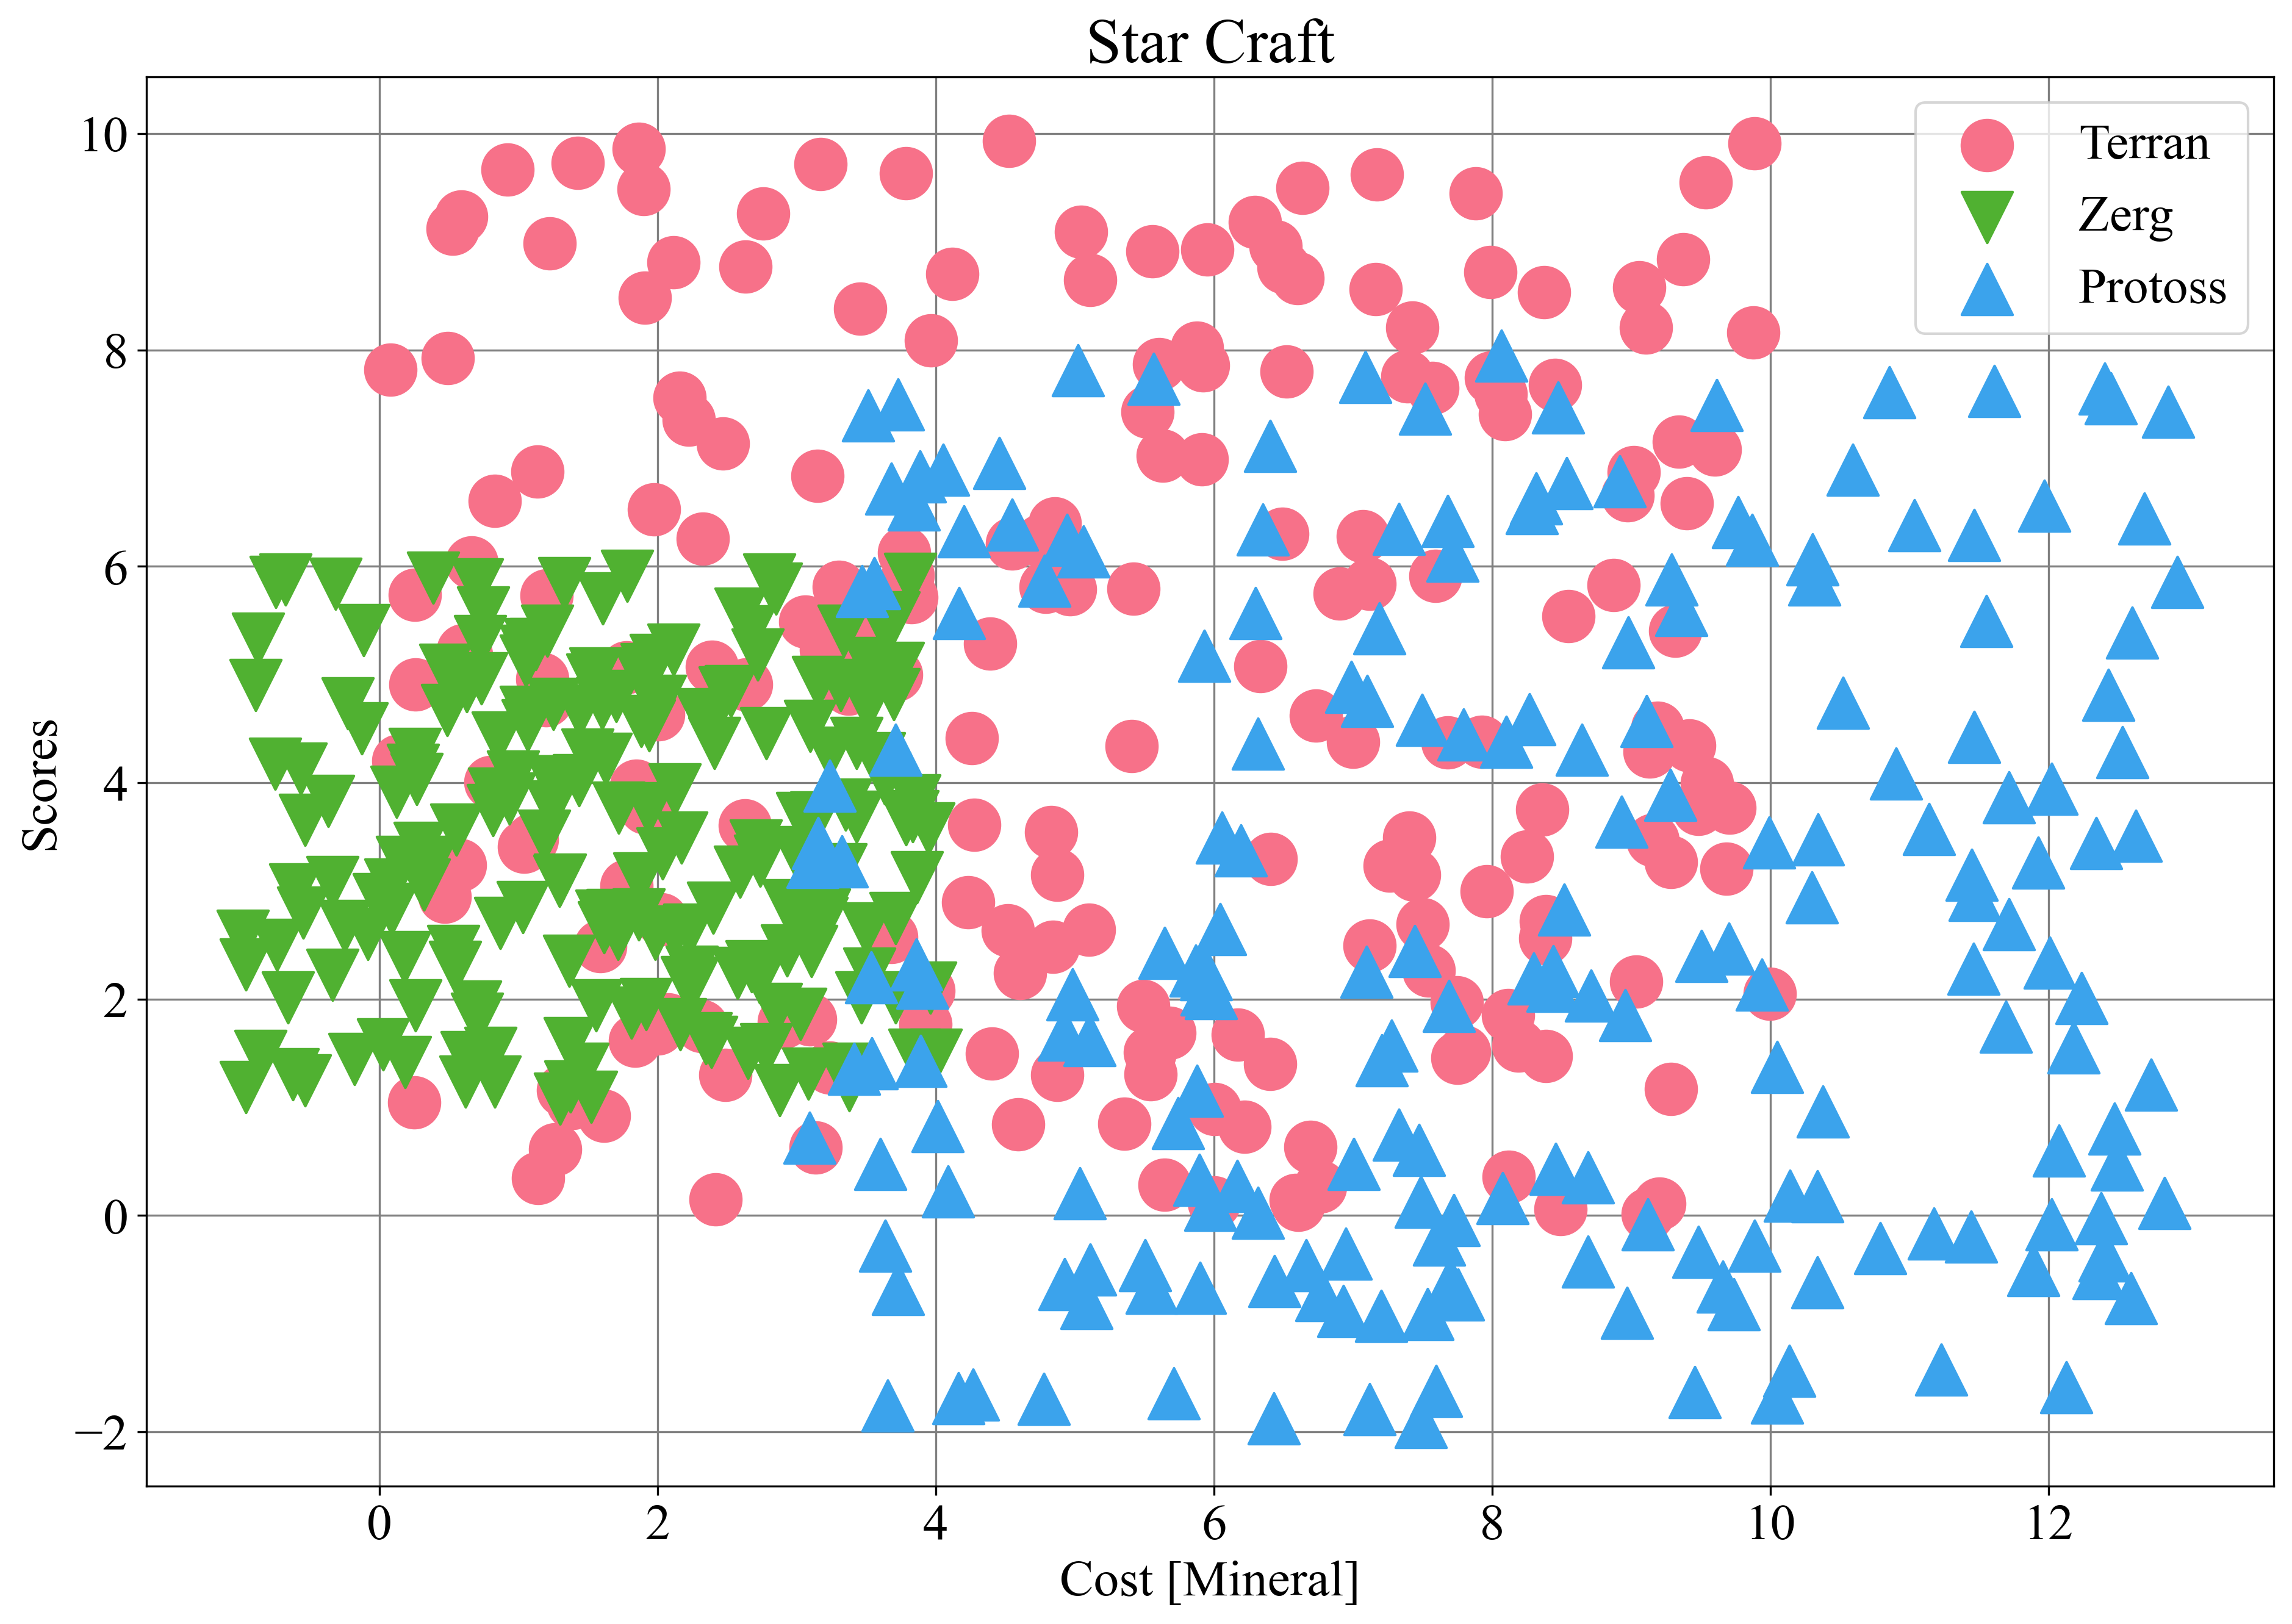 Star Craft
Terran
Zerg
Protoss
10
8
6
4
2
0
−2
Scores
0 2 4 6 8 10 12
Cost [Mineral]